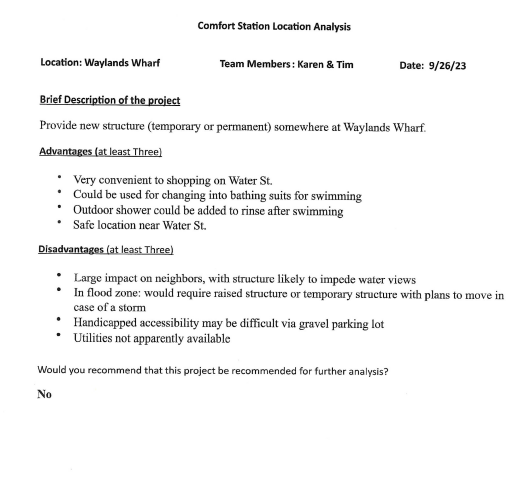 Comfort Station Location Analysis
Location: Waylands Wharf Team Members: Karen & Tim Date: 9/26/23
Brief Description of the project
Provide new structure (temporary or permanent) somewhere at Waylands Wharf.
Advantages (at least Three)
• Very convenient to shopping on Water St.
• Could be used for changing into bathing suits for swimming
• Outdoor shower could be added to rinse after swimming
• Safe location near Water St.
Disadvantages (at least Three)
• Large impact on neighbors, with structure likely to impede water views
• In flood zone: would require raised structure or temporary structure with plans to move in
case of a storm
• Handicapped accessibility may be difficult via gravel parking lot
• Utilities not apparently available
Would you recommend that this project be recommended for further analysis?
No